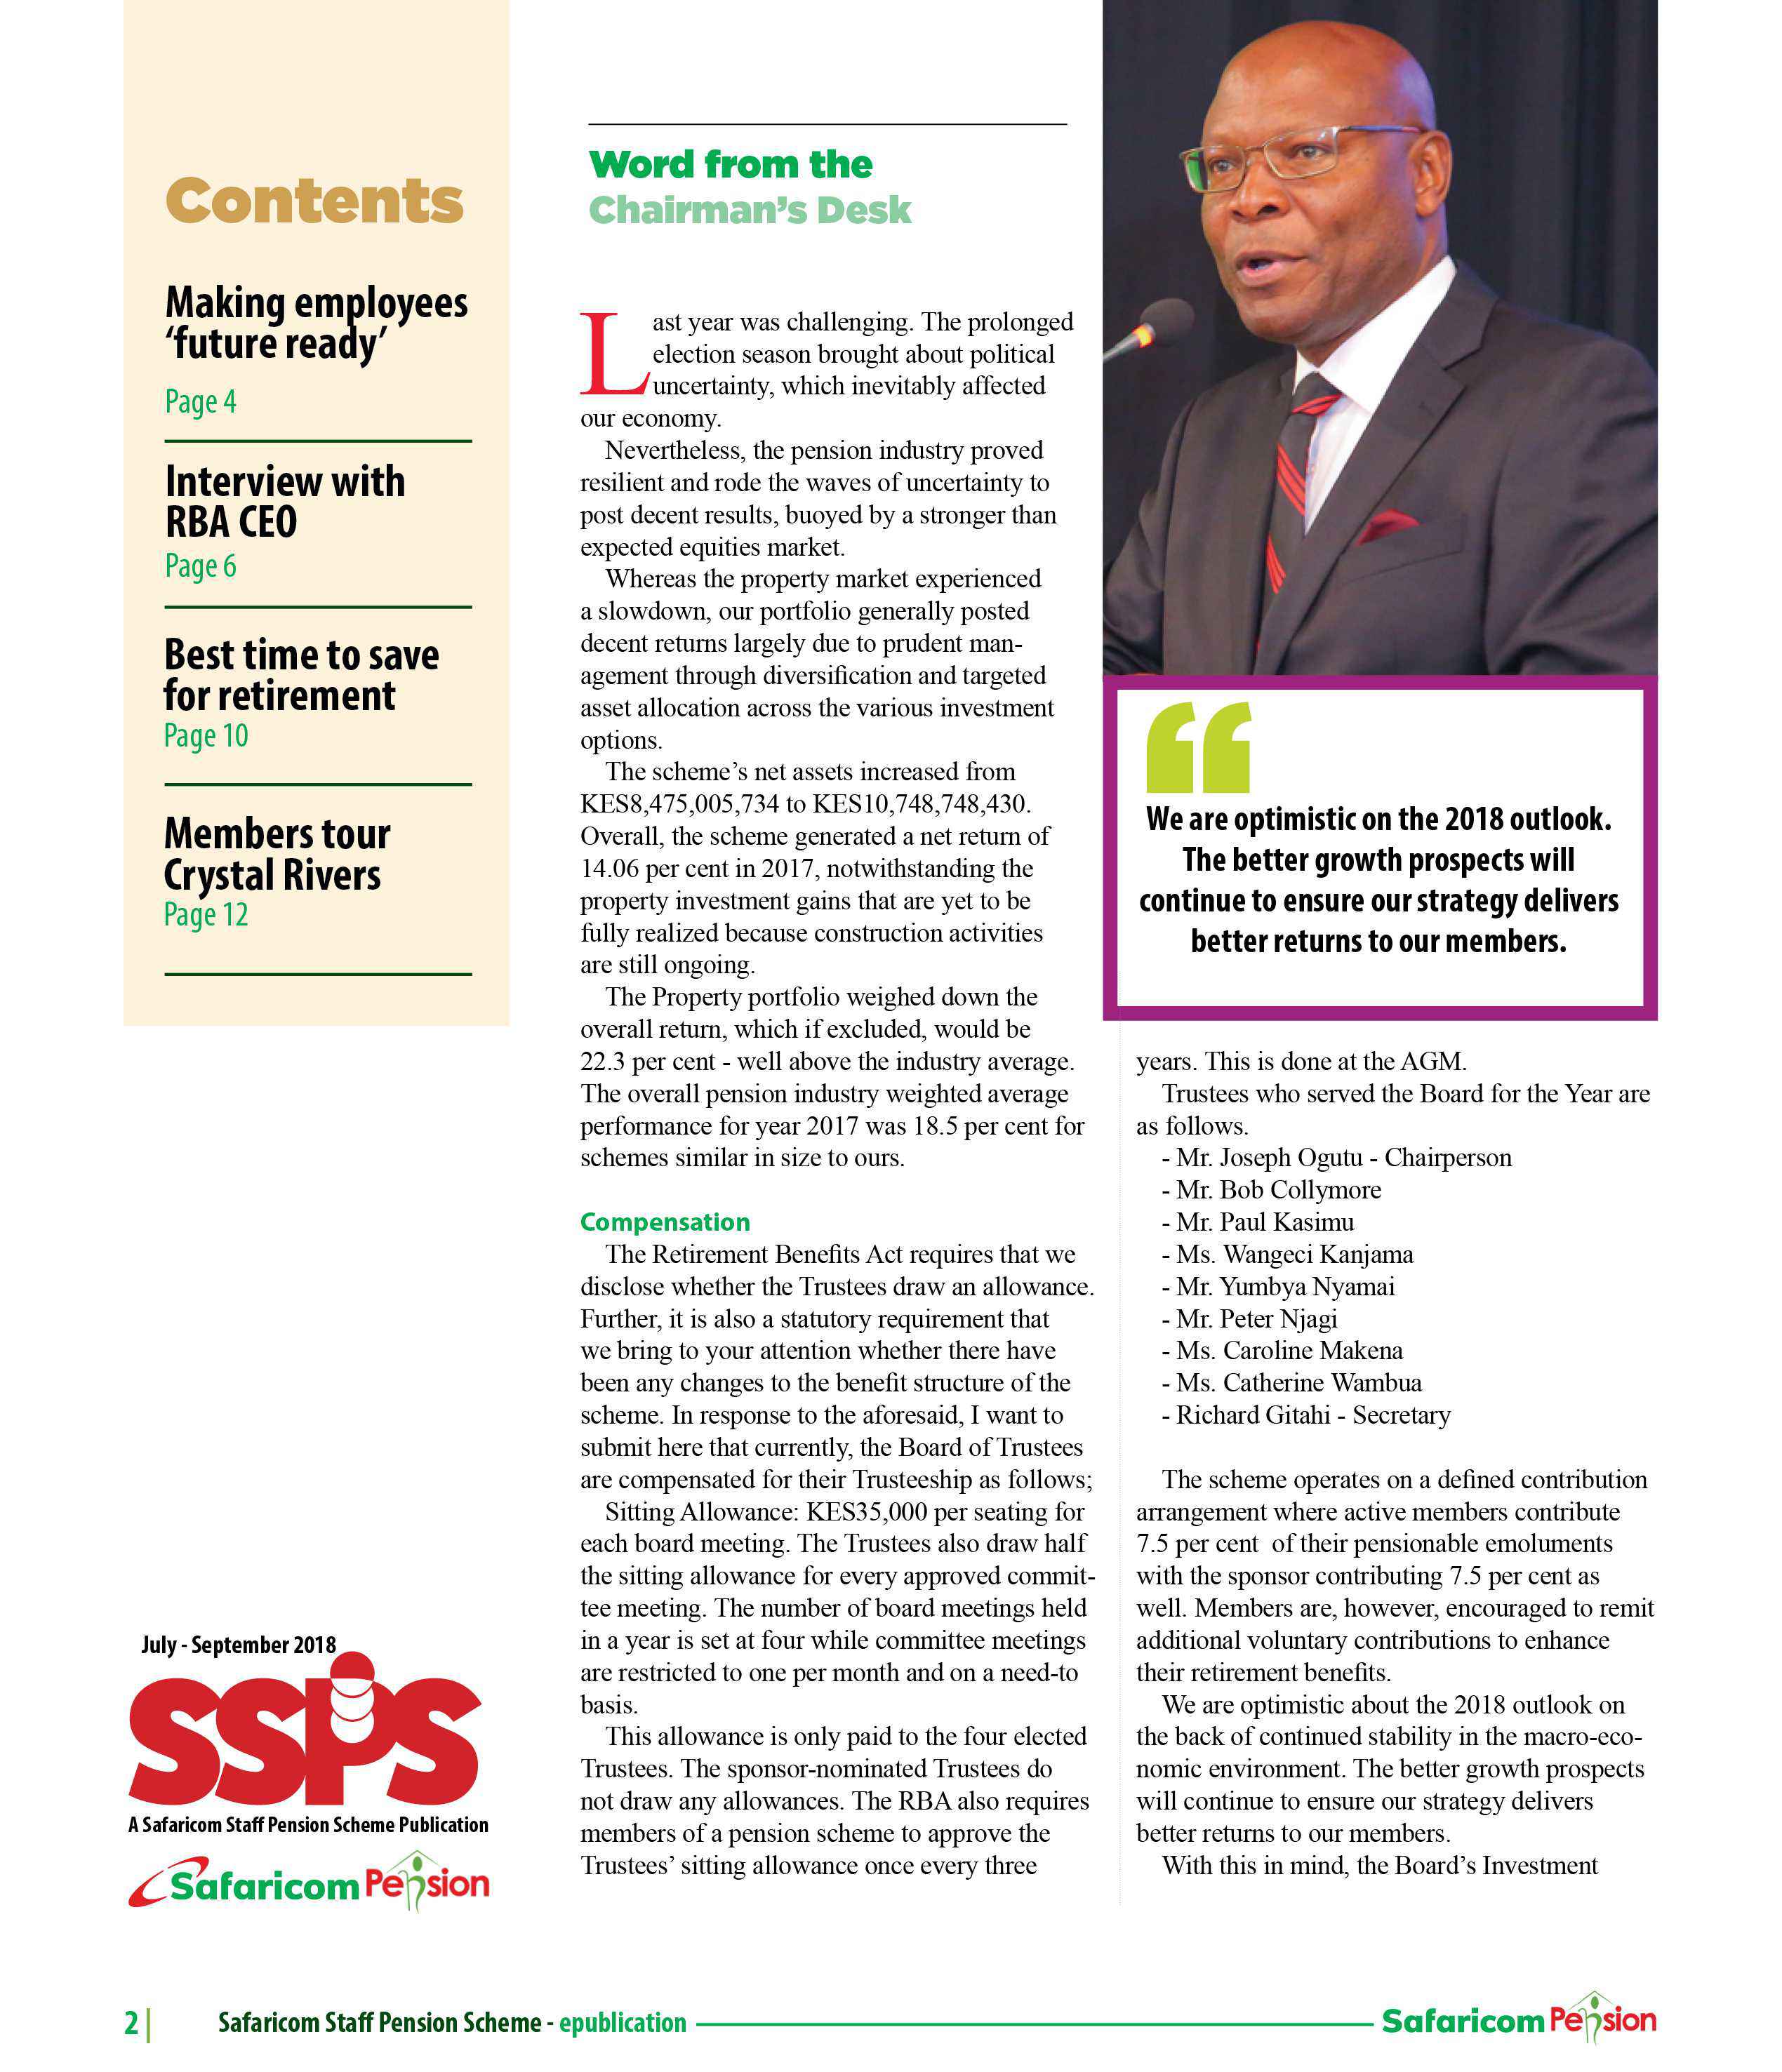 Contents
Making employees
‘future ready’
Page 4
Interview with
RBA CEO
Page 6
Best time to save
for retirement
Page 10
Members tour
Crystal Rivers
Page 12
July - September 2018
SSPS
A Safaricom Staff Pension Scheme Publication
Safaricom Pension
Word from the
Chairman’s Desk
Last year was challenging. The prolonged
election season brought about political
uncertainty, which inevitably affected
our economy.
Nevertheless, the pension industry proved
resilient and rode the waves of uncertainty to
post decent results, buoyed by a stronger than
expected equities market.
Whereas the property market experienced
a slowdown, our portfolio generally posted
decent returns largely due to prudent man-
agement through diversification and targeted
asset allocation across the various investment
options.
The scheme’s net assets increased from
KES8,475,005,734 to KES10,748,748,430.
Overall, the scheme generated a net return of
14.06 per cent in 2017, notwithstanding the
property investment gains that are yet to be
fully realized because construction activities
are still ongoing.
The Property portfolio weighed down the
overall return, which if excluded, would be
22.3 per cent - well above the industry average.
The overall pension industry weighted average
performance for year 2017 was 18.5 per cent for
schemes similar in size to ours.
Compensation
The Retirement Benefits Act requires that we
disclose whether the Trustees draw an allowance.
Further, it is also a statutory requirement that
we bring to your attention whether there have
been any changes to the benefit structure of the
scheme. In response to the aforesaid, I want to
submit here that currently, the Board of Trustees
are compensated for their Trusteeship as follows;
Sitting Allowance: KES35,000 per seating for
each board meeting. The Trustees also draw half
the sitting allowance for every approved commit-
tee meeting. The number of board meetings held
in a year is set at four while committee meetings
are restricted to one per month and on a need-to
basis.
This allowance is only paid to the four elected
Trustees. The sponsor-nominated Trustees do
not draw any allowances. The RBA also requires
members of a pension scheme to approve the
Trustees’ sitting allowance once every three
“
We are optimistic on the 2018 outlook.
The better growth prospects will
continue to ensure our strategy delivers
better returns to our members.
years. This is done at the AGM.
Trustees who served the Board for the Year are
as follows.
- Mr. Joseph Ogutu - Chairperson
- Mr. Bob Collymore
- Mr. Paul Kasimu
- Ms. Wangeci Kanjama
- Mr. Yumbya Nyamai
- Mr. Peter Njagi
- Ms. Caroline Makena
- Ms. Catherine Wambua
- Richard Gitahi - Secretary
The scheme operates on a defined contribution
arrangement where active members contribute
7.5 per cent of their pensionable emoluments
with the sponsor contributing 7.5 per cent as
well. Members are, however, encouraged to remit
additional voluntary contributions to enhance
their retirement benefits.
We are optimistic about the 2018 outlook on
the back of continued stability in the macro-eco-
nomic environment. The better growth prospects
will continue to ensure our strategy delivers
better returns to our members.
With this in mind, the Board’s Investment
2 | Safaricom Staff Pension Scheme - epublication
Safaricom Pension